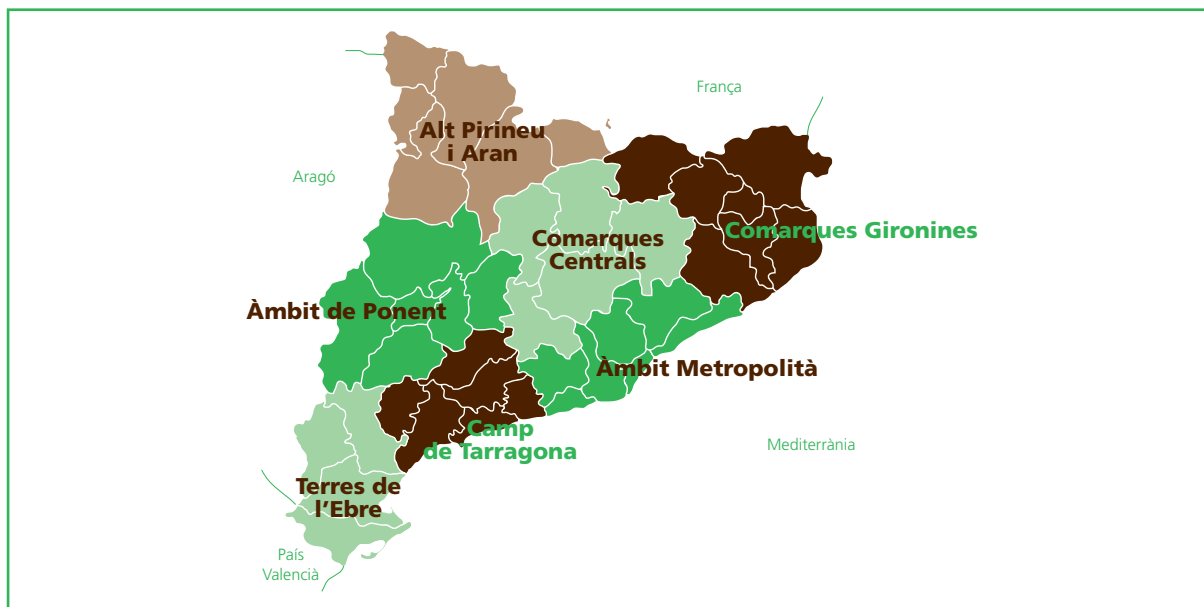 França
Alt Pirineu
i Aran
Aragó
Comarques Gironines
Comarques
Centrals
Àmbit de Ponent
Àmbit Metropolità
Camp
de Tarragona
Mediterrània
Terres de
l'Ebre
País
Valencià